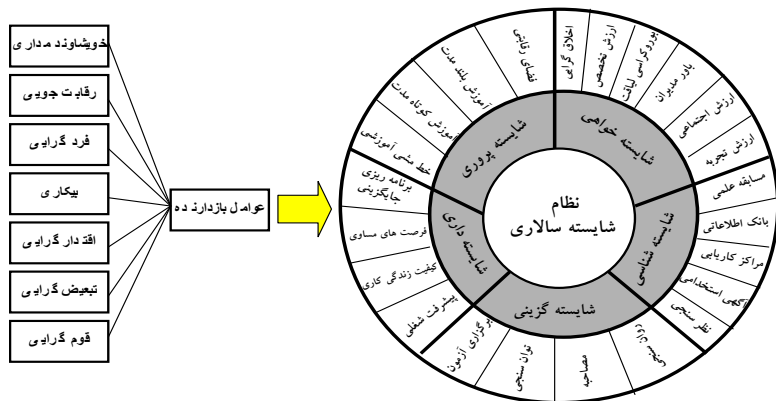 خویشاوند مداری
رقابت جویی
فرد گرایی
بیکاری
اقتدار گرایی
تبعیض گرایی
قوم گرایی
عوامل بازدارنده
نظام
شایسته سالاری
شایسته خواهی
اخلاق گرایی
ارزش تخصص
بوروکراسی لیاقت
باور مدیران
ارزش اجتماعی
ارزش تجربه
شایسته شناسی
مسابقه علمی
بانک اطلاعاتی
مراکز کاریابی
آگهی استخدامی
نظر سنجی
شایسته گزینی
روان سنجی
مصاحبه
توان سنجی
برگزاری آزمون
شایسته داری
پیشرفت شغلی
کیفیت زندگی کاری
فرصت های مساوی
برنامه ریزی
جایگزینی
شایسته پروری
خط مشی آموزشی
آموزش کوتاه مدت
آموزش بلند مدت
فضای رقابتی